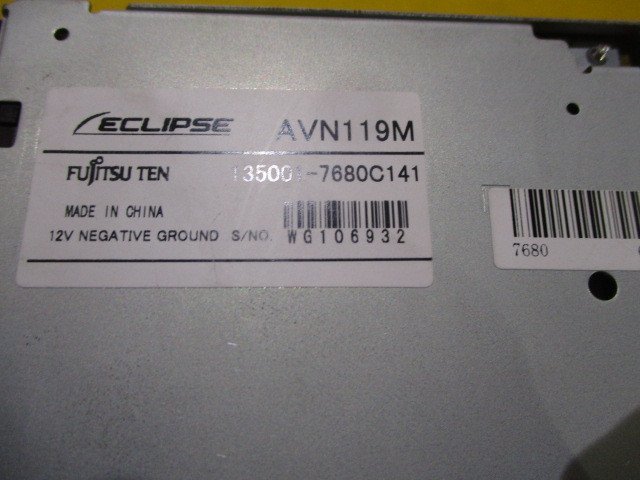 ECLIPSE AVN119M
FUJITSU TEN 135001-7680C141
MADE IN CHINA
12V NEGATIVE GROUND S/NO. WG106932
7680